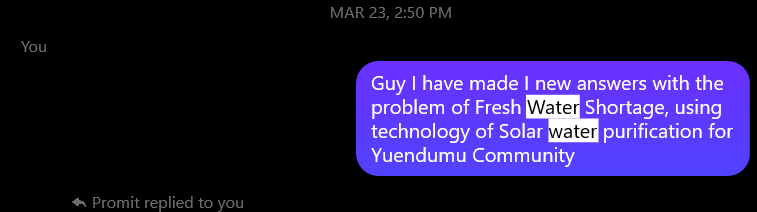 MAR 23, 2:50 PM
You
Guy I have made I new answers with the
problem of Fresh Water Shortage, using
technology of Solar water purification for
Yuendumu Community
Promit replied to you